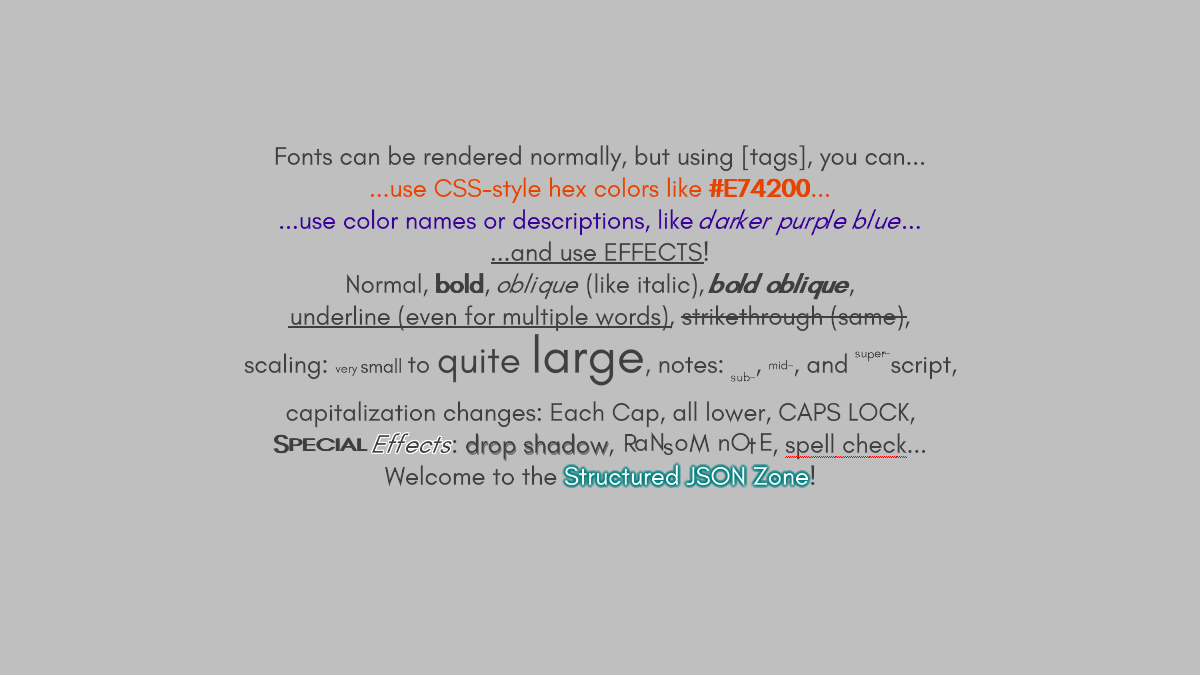 Fonts can be rendered normally, but using [tags], you can...
...use CSS-style hex colors like #E74200...
...use color names or descriptions, like darker purple blue...
...and use EFFECTS!
Normal, bold, oblique (like italic), bold oblique,
underline (even for multiple words), strikethrough (same),
scaling: very small to quite large, notes: sub-, mid-, and super-script,
capitalization changes: Each Cap, all lower, CAPS LOCK,
SPECIAL Effects: drop shadow, RaNsoM nOtE, spell check...
Welcome to the Structured JSON Zone!